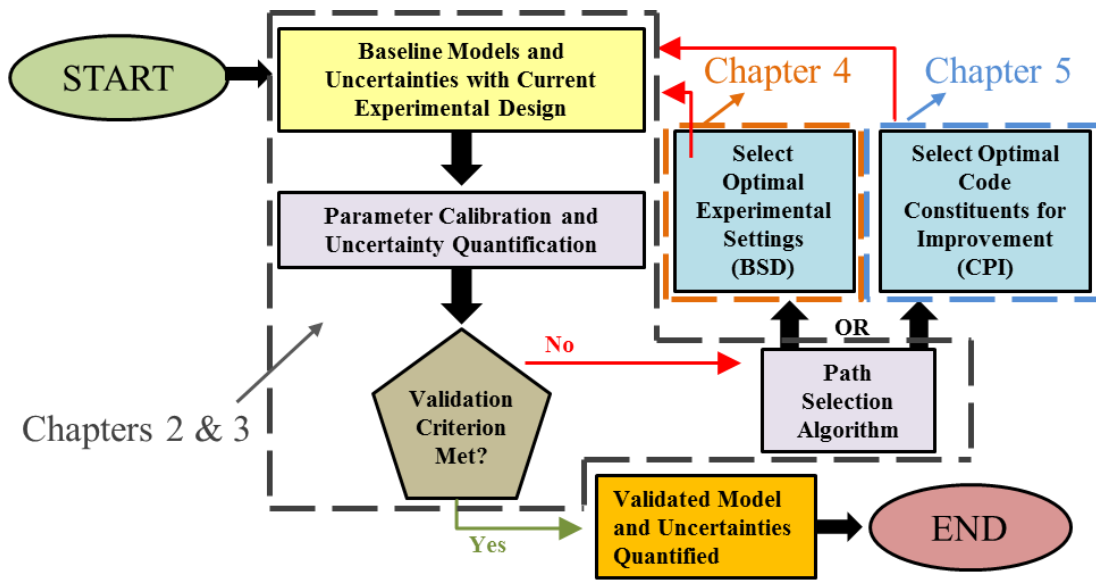 START
Baseline Models and
Uncertainties with Current
Experimental Design
Chapter 4
Chapter 5
Select
Optimal
Experimental
Settings
(BSD)
Select Optimal
Code
Constituents for
Improvement
(CPI)
Parameter Calibration and
Uncertainty Quantification
No
OR
Path
Selection
Algorithm
Validation
Criterion
Met?
Chapters 2 & 3
Yes
Validated Model
and Uncertainties
Quantified
END